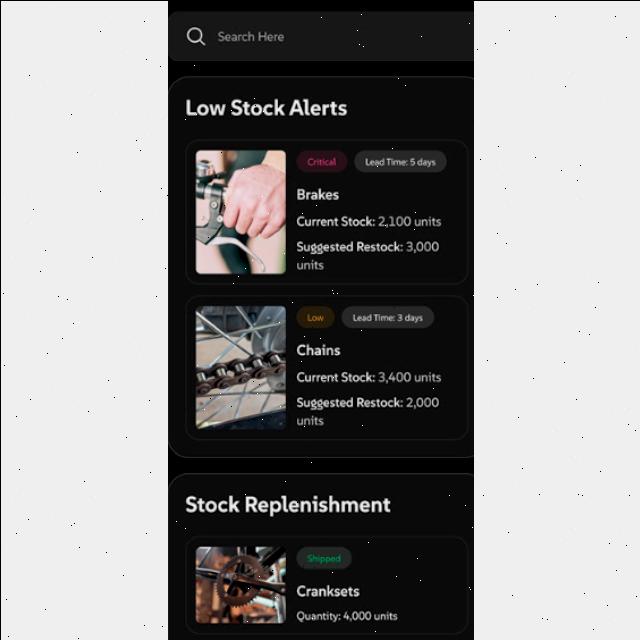 Search Here
Low Stock Alerts
Critical
Lead Time: 5 days
Brakes
Current Stock: 2,100 units
Suggested Restock: 3,000
units
Low
Lead Time: 3 days
Chains
Current Stock: 3,400 units
Suggested Restock: 2,000
units
Stock Replenishment
Shipped
Cranksets
Quantity: 4,000 units